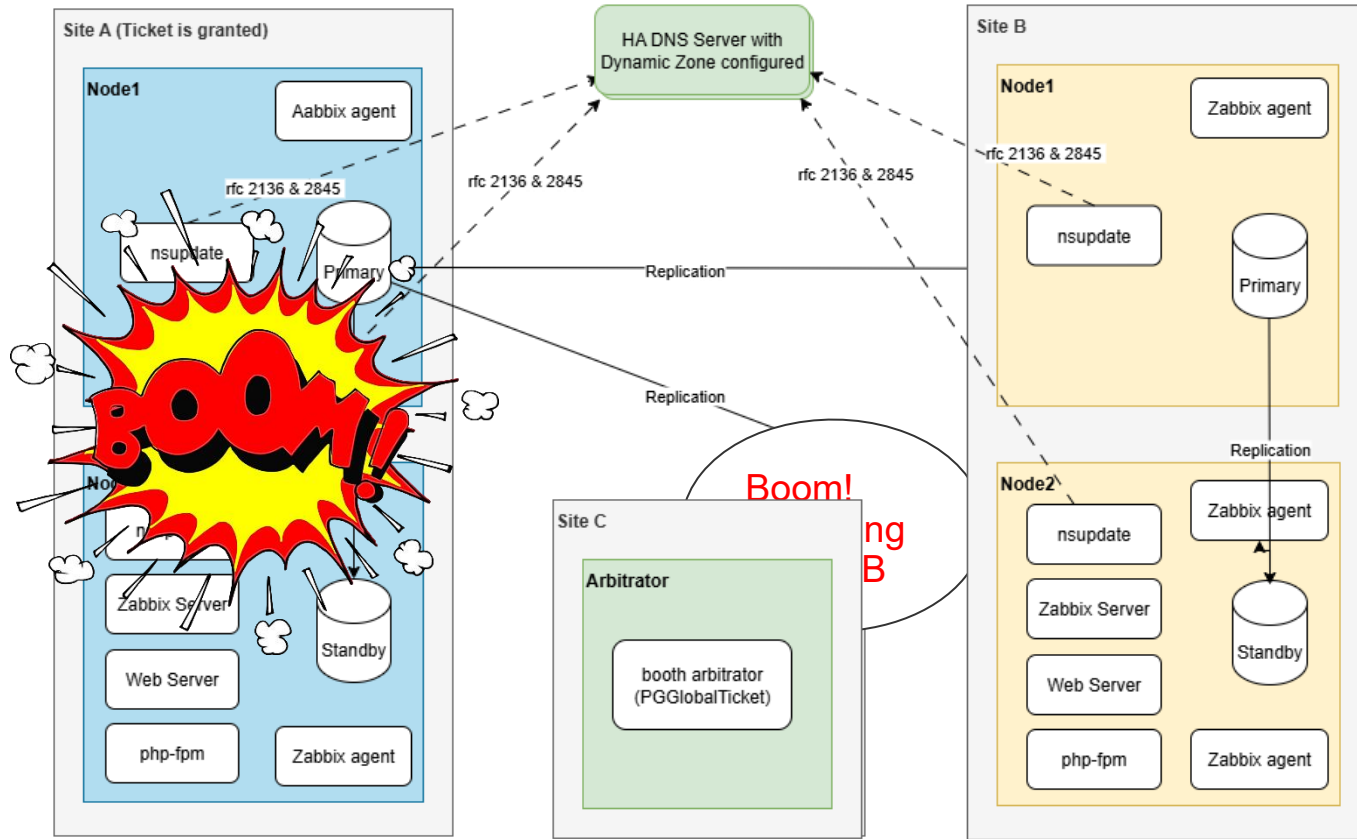 Site A (Ticket is granted)
Node1
Aabbix agent
rfc 2136 & 2845
nsupdate
Primary
BOOM!
Zabbix Server
Standby
Web Server
php-fpm
Zabbix agent
HA DNS Server with
Dynamic Zone configured
rfc 2136 & 2845
rfc 2136 & 2845
Replication
Replication
Boom!
B
Site C
Arbitrator
booth arbitrator
(PGGlobalTicket)
Site B
Node1
Zabbix agent
rfc 2136 & 2845
nsupdate
Primary
Replication
Node2
Zabbix agent
nsupdate
Zabbix Server
Standby
Web Server
php-fpm
Zabbix agent